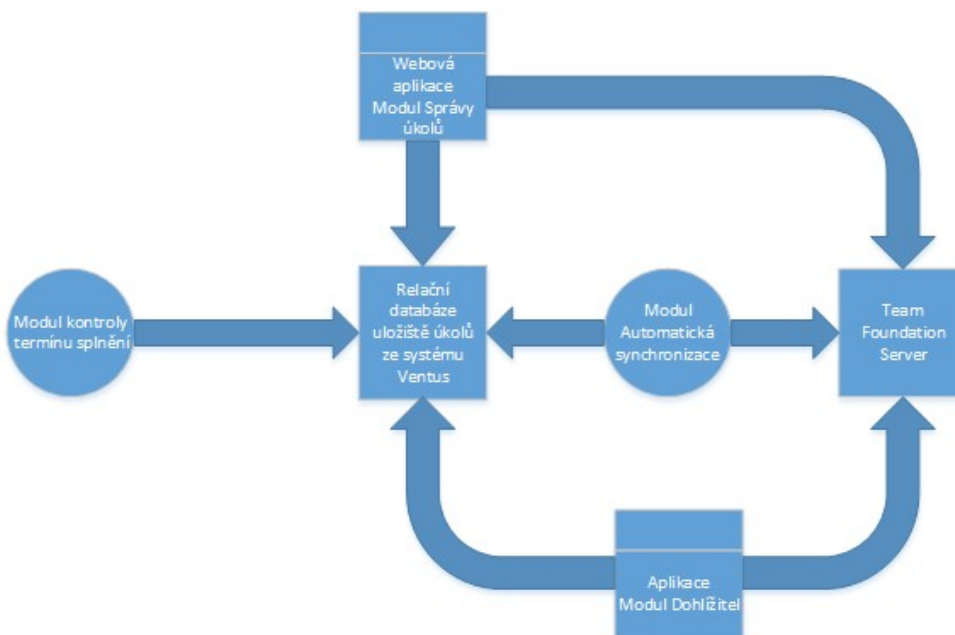 Webová
aplikace
Modul Správy
úkolů
Modul kontroly
termínu splnění
Relační
databáze
uložiště úkolů
ze systému
Ventus
Modul
Automatická
synchronizace
Team
Foundation
Server
Aplikace
Modul Dohlížitel